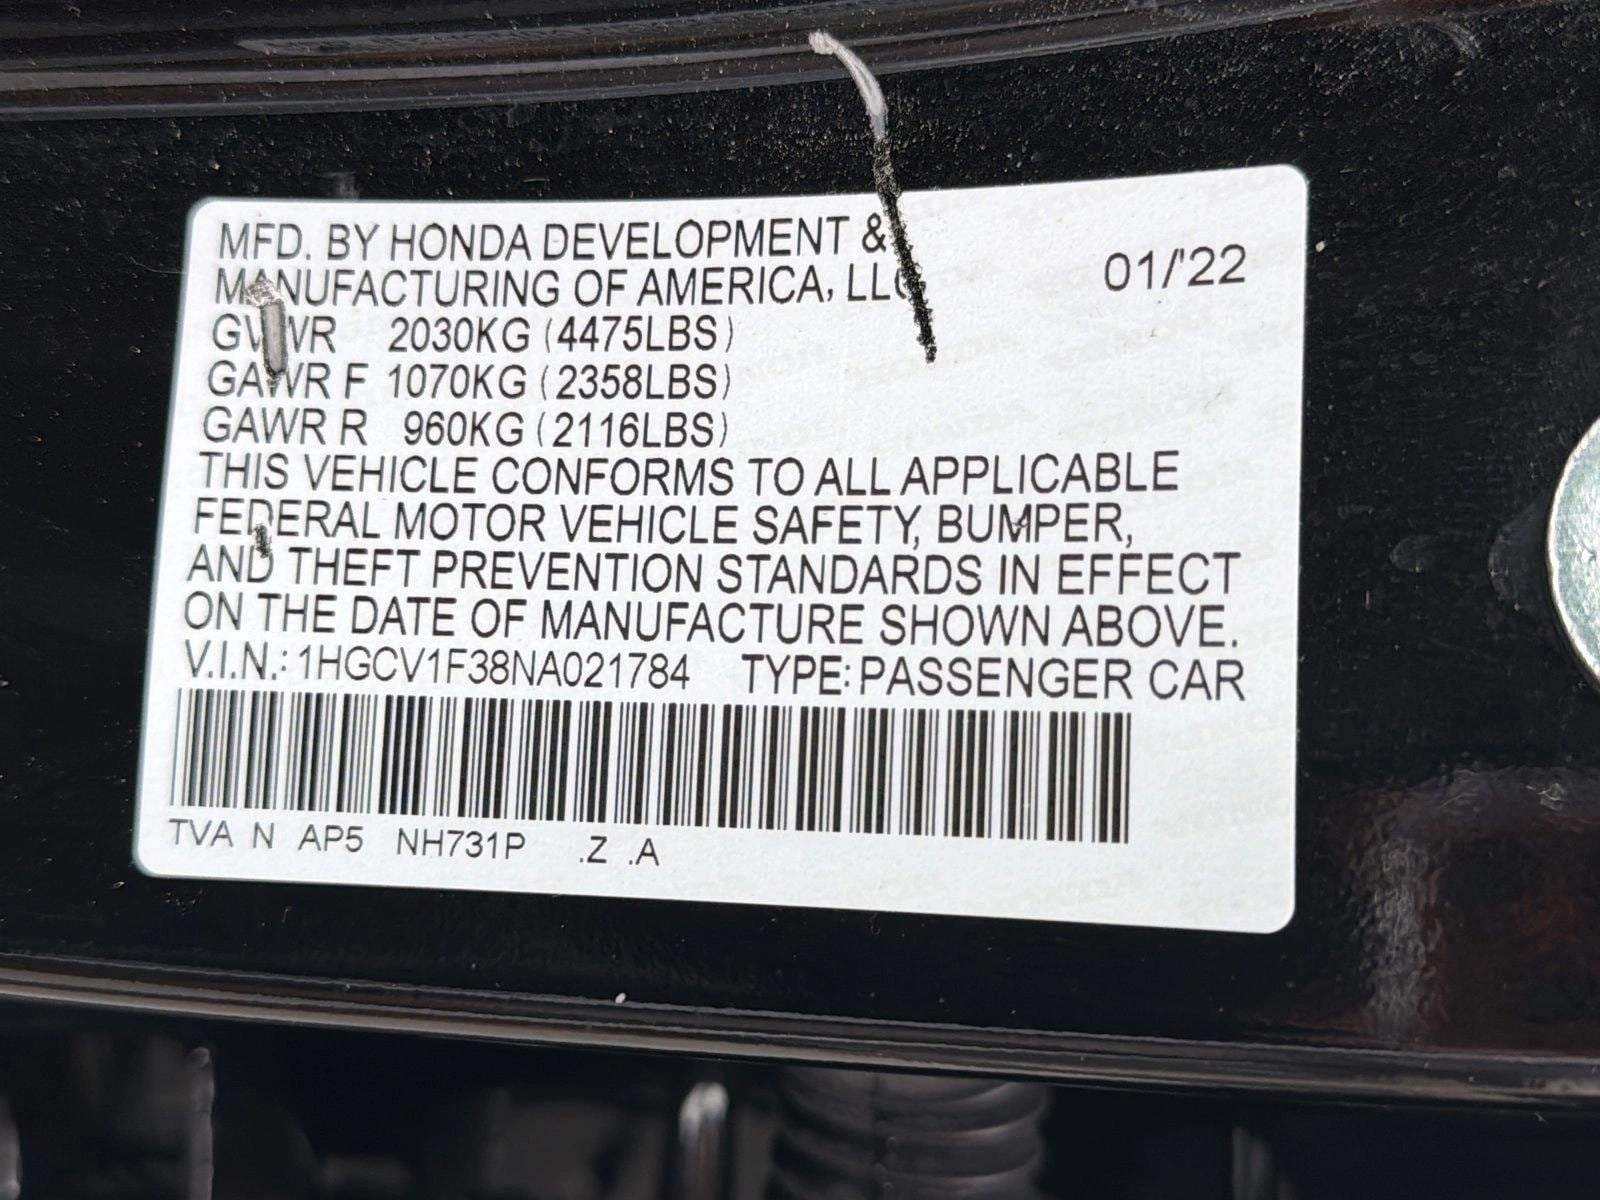 MFD. BY HONDA DEVELOPMENT &
MANUFACTURING OF AMERICA, LLC 01/'22
GVWR 2030KG (4475LBS)
GAWR F 1070KG (2358LBS)
GAWR R 960KG (2116LBS)
THIS VEHICLE CONFORMS TO ALL APPLICABLE
FEDERAL MOTOR VEHICLE SAFETY, BUMPER,
AND THEFT PREVENTION STANDARDS IN EFFECT
ON THE DATE OF MANUFACTURE SHOWN ABOVE.
V.I.N.: 1HGCV1F38NA021784 TYPE: PASSENGER CAR
TVA N AP5 NH731P .Z .A